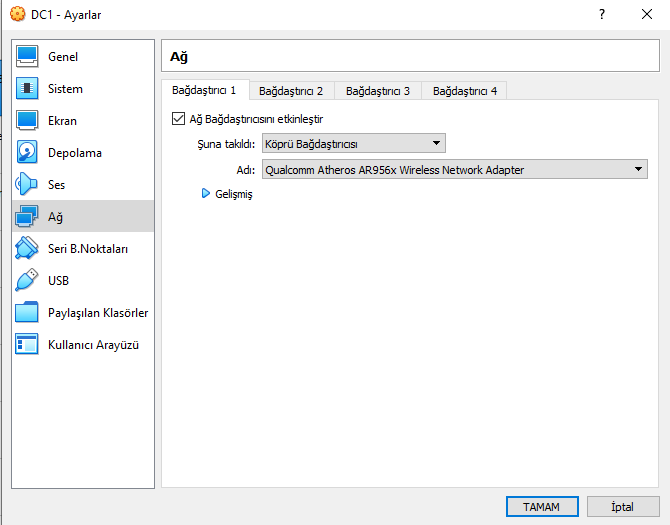 DC1 - Ayarlar
?
Genel
Sistem
Ekran
Depolama
Ses
Ağ
Seri B.Noktaları
USB
Paylaşılan Klasörler
Kullanıcı Arayüzü
Ağ
Bağdaştırıcı 1 Bağdaştırıcı 2 Bağdaştırıcı 3 Bağdaştırıcı 4
Ağ Bağdaştırıcısını etkinleştir
Şuna takıldı: Köprü Bağdaştırıcısı
Adı: Qualcomm Atheros AR956x Wireless Network Adapter
Gelişmiş
TAMAM İptal